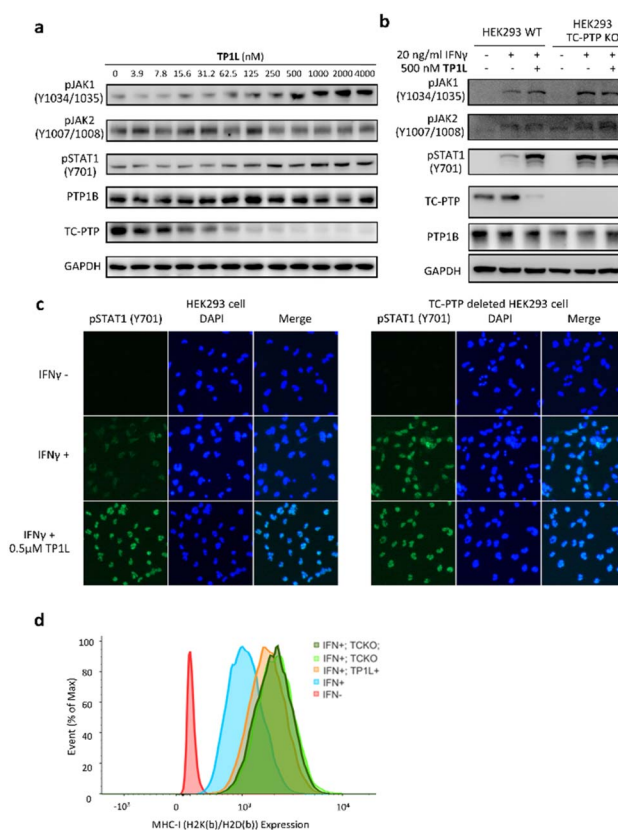 a
TP1L (nM)
0 3.9 7.8 15.6 31.2 62.5 125 250 500 1000 2000 4000
pJAK1
(Y1034/1035)
pJAK2
(Y1007/1008)
pSTAT1
(Y701)
PTP1B
TC-PTP
GAPDH
b
HEK293 WT
HEK293
TC-PTP KO
20 ng/ml IFNγ - + + - + +
500 nM TP1L - - + - - +
pJAK1
(Y1034/1035)
pJAK2
(Y1007/1008)
pSTAT1
(Y701)
TC-PTP
PTP1B
GAPDH
c
HEK293 cell
pSTAT1 (Y701) DAPI Merge
TC-PTP deleted HEK293 cell
pSTAT1 (Y701) DAPI Merge
IFNγ -
IFNγ +
IFNγ +
0.5μM TP1L
d
Event (% of Max)
100
80
60
40
20
0
-10³ 0 10³ 10⁴
MHC-I (H2K(b)/H2D(b)) Expression
IFN+; TCKO;
IFN+; TCKO
IFN+; TP1L+
IFN+
IFN-